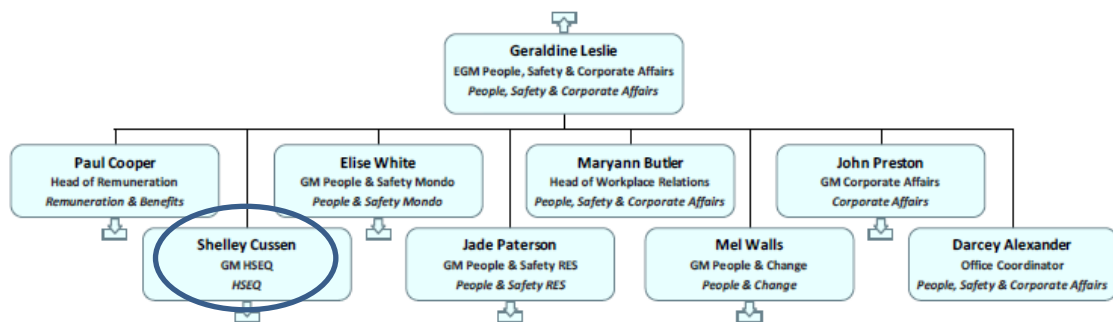 Geraldine Leslie
EGM People, Safety & Corporate Affairs
People, Safety & Corporate Affairs
Paul Cooper
Head of Remuneration
Remuneration & Benefits
Elise White
GM People & Safety Mondo
People & Safety Mondo
Maryann Butler
Head of Workplace Relations
People, Safety & Corporate Affairs
John Preston
GM Corporate Affairs
Corporate Affairs
Shelley Cussen
GM HSEQ
HSEQ
Jade Paterson
GM People & Safety RES
People & Safety RES
Mel Walls
GM People & Change
People & Change
Darcey Alexander
Office Coordinator
People, Safety & Corporate Affairs